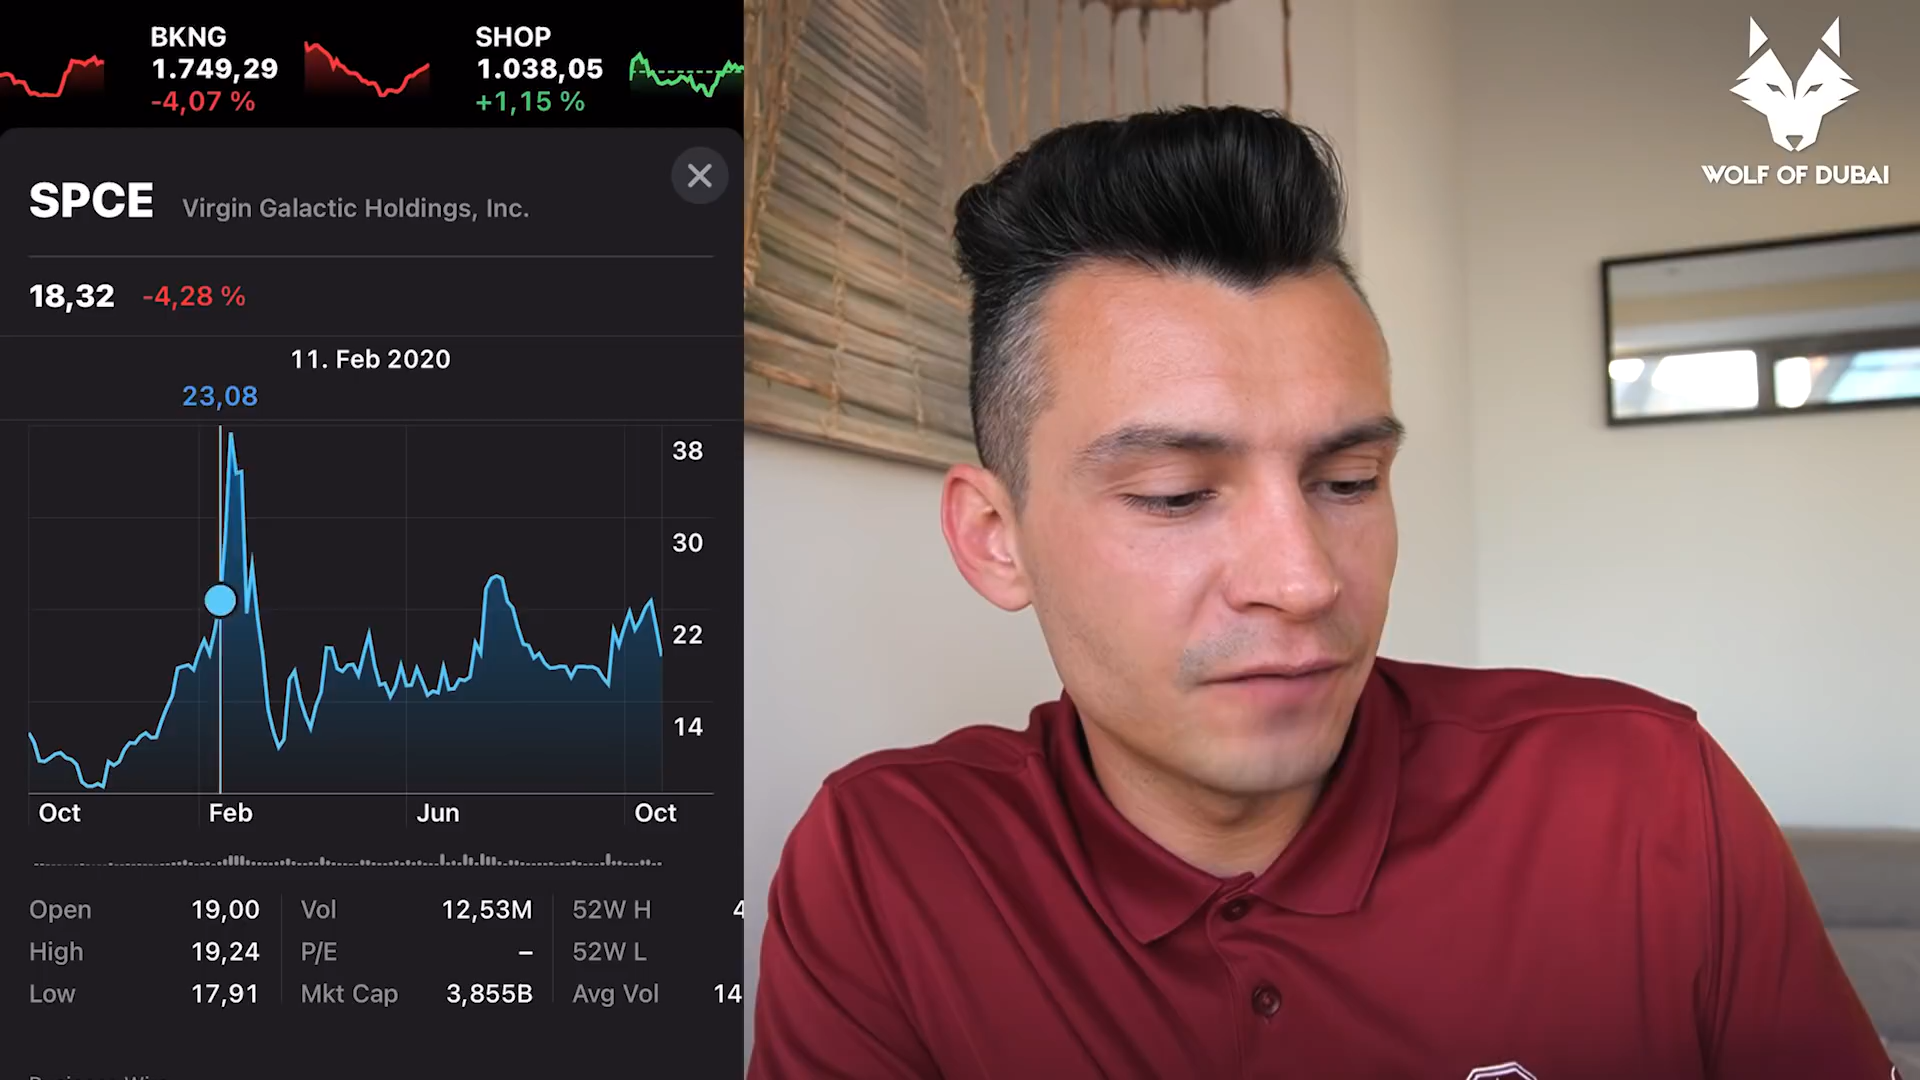 BKNG
1.749,29
-4,07 %
SHOP
1.038,05
+1,15 %
SPCE Virgin Galactic Holdings, Inc.
18,32 -4,28 %
11. Feb 2020
23,08
38
30
22
14
Oct Feb Jun Oct
Open 19,00 Vol 12,53M 52W H 4
High 19,24 P/E – 52W L
Low 17,91 Mkt Cap 3,855B Avg Vol 14
WOLF OF DUBAI